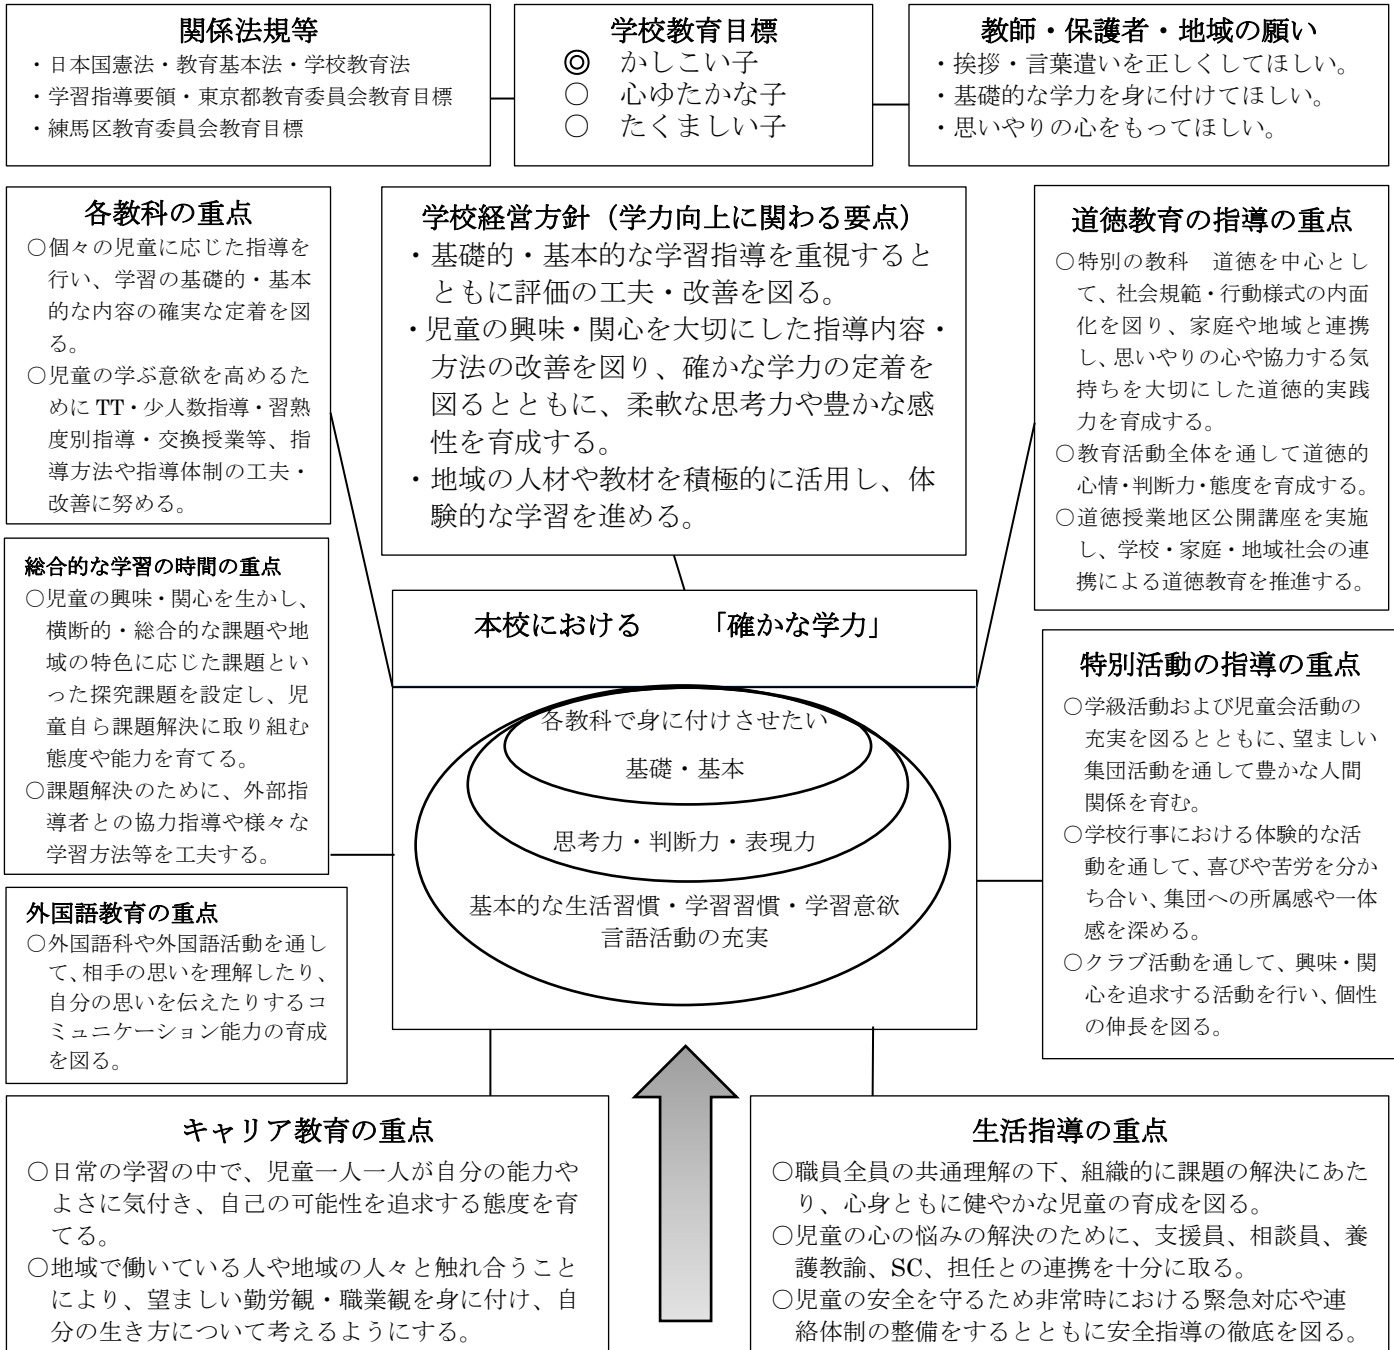 関係法規等
・日本国憲法・教育基本法・学校教育法
・学習指導要領・東京都教育委員会教育目標
・練馬区教育委員会教育目標
学校教育目標
◎ かしこい子
○ 心ゆたかな子
○ たくましい子
教師・保護者・地域の願い
・挨拶・言葉遣いを正しくしてほしい。
・基礎的な学力を身に付けてほしい。
・思いやりの心をもってほしい。
各教科の重点
○個々の児童に応じた指導を
行い、学習の基礎的・基本
的な内容の確実な定着を図
る。
○児童の学ぶ意欲を高めるた
めに TT・少人数指導・習熟
度別指導・交換授業等、指
導方法や指導体制の工夫・
改善に努める。
学校経営方針（学力向上に関わる要点）
・基礎的・基本的な学習指導を重視すると
ともに評価の工夫・改善を図る。
・児童の興味・関心を大切にした指導内容・
方法の改善を図り、確かな学力の定着を
図るとともに、柔軟な思考力や豊かな感
性を育成する。
・地域の人材や教材を積極的に活用し、体
験的な学習を進める。
道徳教育の指導の重点
○特別の教科 道徳を中心とし
て、社会規範・行動様式の内面
化を図り、家庭や地域と連携
し、思いやりの心や協力する気
持ちを大切にした道徳的実践
力を育成する。
○教育活動全体を通して道徳的
心情・判断力・態度を育成する。
○道徳授業地区公開講座を実施
し、学校・家庭・地域社会の連
携による道徳教育を推進する。
総合的な学習の時間の重点
○児童の興味・関心を生かし、
横断的・総合的な課題や地
域の特色に応じた課題とい
った探究課題を設定し、児
童自ら課題解決に取り組む
態度や能力を育てる。
○課題解決のために、外部指
導者との協力指導や様々な
学習方法等を工夫する。
本校における 「確かな学力」
各教科で身に付けさせたい
基礎・基本
思考力・判断力・表現力
基本的な生活習慣・学習習慣・学習意欲
言語活動の充実
特別活動の指導の重点
○学級活動および児童会活動の
充実を図るとともに、望ましい
集団活動を通して豊かな人間
関係を育む。
○学校行事における体験的な活
動を通して、喜びや苦労を分か
ち合い、集団への所属感や一体
感を深める。
○クラブ活動を通して、興味・関
心を追求する活動を行い、個性
の伸長を図る。
外国語教育の重点
○外国語科や外国語活動を通し
て、相手の思いを理解したり、
自分の思いを伝えたりするコ
ミュニケーション能力の育成
を図る。
キャリア教育の重点
○日常の学習の中で、児童一人一人が自分の能力や
よさに気付き、自己の可能性を追求する態度を育
てる。
○地域で働いている人や地域の人々と触れ合うこと
により、望ましい勤労観・職業観を身に付け、自
分の生き方について考えるようにする。
生活指導の重点
○職員全員の共通理解の下、組織的に課題の解決にあた
り、心身ともに健やかな児童の育成を図る。
○児童の心の悩みの解決のために、支援員、相談員、養
護教諭、SC、担任との連携を十分に取る。
○児童の安全を守るため非常時における緊急対応や連
絡体制の整備をするとともに安全指導の徹底を図る。